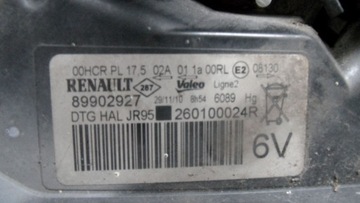 00HCR PL 17.5 02A 01 1a 00RL E2 08130
RENAULT 287 Valeo Ligne2
89902927 26/11/10 8h54 6089 Hg
DTG HAL JR95 260100024R
6V